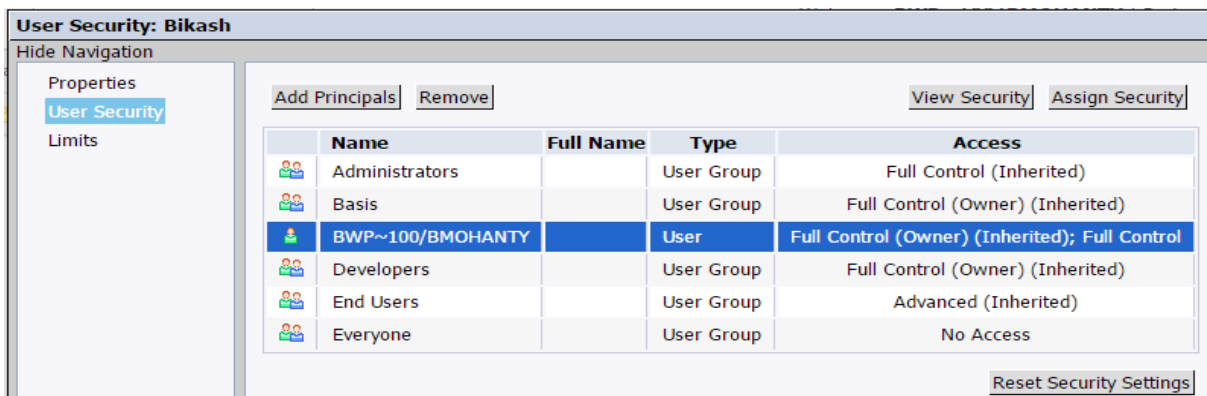 User Security: Bikash
Hide Navigation
Properties
User Security
Limits
Add Principals Remove View Security Assign Security
Name Full Name Type Access
Administrators User Group Full Control (Inherited)
Basis User Group Full Control (Owner) (Inherited)
BWP~100/BMOHANTY User Full Control (Owner) (Inherited); Full Control
Developers User Group Full Control (Owner) (Inherited)
End Users User Group Advanced (Inherited)
Everyone User Group No Access
Reset Security Settings